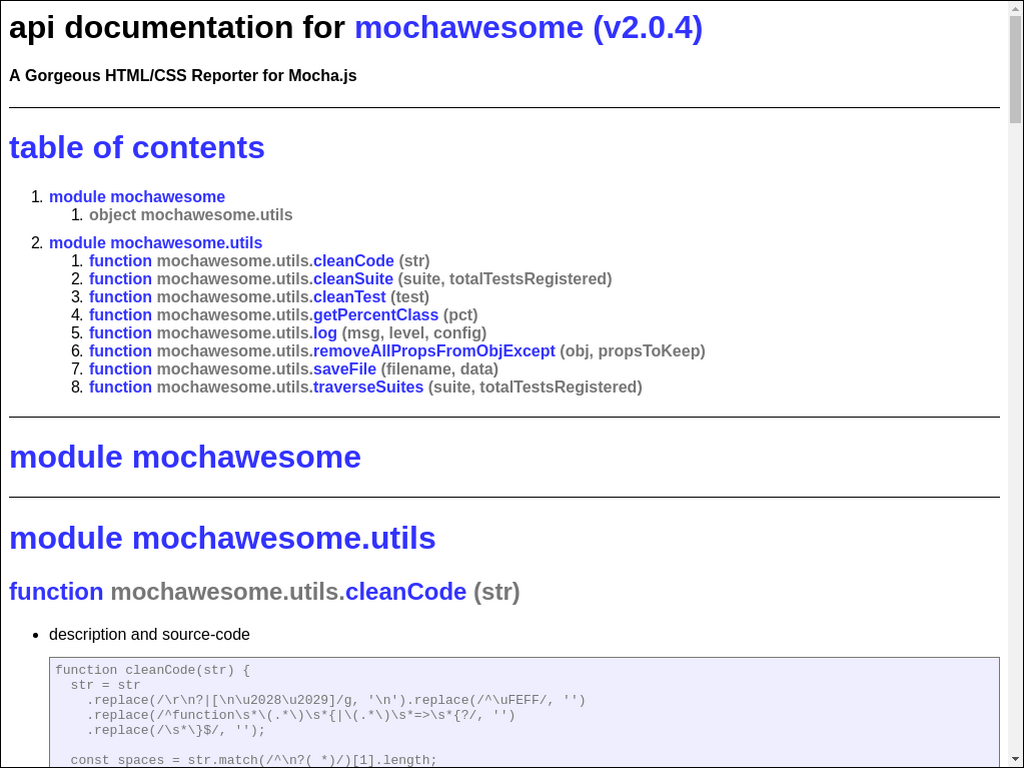 api documentation for mochawesome (v2.0.4)
A Gorgeous HTML/CSS Reporter for Mocha.js
table of contents
1. module mochawesome
1. object mochawesome.utils
2. module mochawesome.utils
1. function mochawesome.utils.cleanCode (str)
2. function mochawesome.utils.cleanSuite (suite, totalTestsRegistered)
3. function mochawesome.utils.cleanTest (test)
4. function mochawesome.utils.getPercentClass (pct)
5. function mochawesome.utils.log (msg, level, config)
6. function mochawesome.utils.removeAllPropsFromObjExcept (obj, propsToKeep)
7. function mochawesome.utils.saveFile (filename, data)
8. function mochawesome.utils.traverseSuites (suite, totalTestsRegistered)
module mochawesome
module mochawesome.utils
function mochawesome.utils.cleanCode (str)
• description and source-code
function cleanCode(str) {
  str = str
    .replace(/\r\n?|[\n\u2028\u2029]/g, '\n').replace(/^\uFEFF/, '')
    .replace(/^function\s*\(.*\)\s*{|\(.*\)\s*=>\s*{?/, '')
    .replace(/\s*\}$/, '');
  const spaces = str.match(/^\n?( *)/)[1].length;